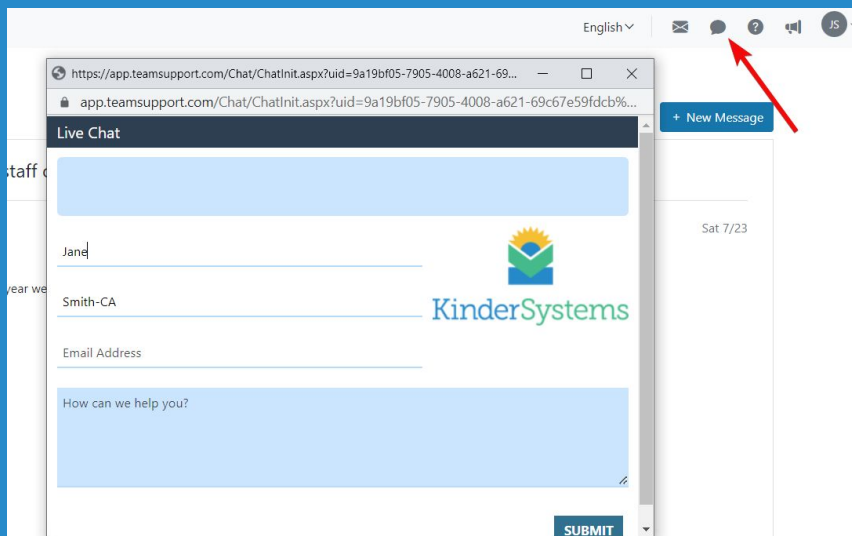 English
JS
https://app.teamsupport.com/Chat/ChatInit.aspx?uid=9a19bf05-7905-4008-a621-69...
app.teamsupport.com/Chat/ChatInit.aspx?uid=9a19bf05-7905-4008-a621-69c67e59fdcb%...
+ New Message
Live Chat
staff
Sat 7/23
Jane
year we
Smith-CA
KinderSystems
Email Address
How can we help you?
SUBMIT